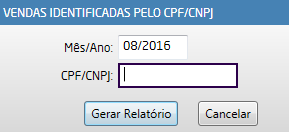 VENDAS IDENTIFICADAS PELO CPF/CNPJ
Mês/Ano: 08/2016
CPF/CNPJ:
Gerar Relatório Cancelar